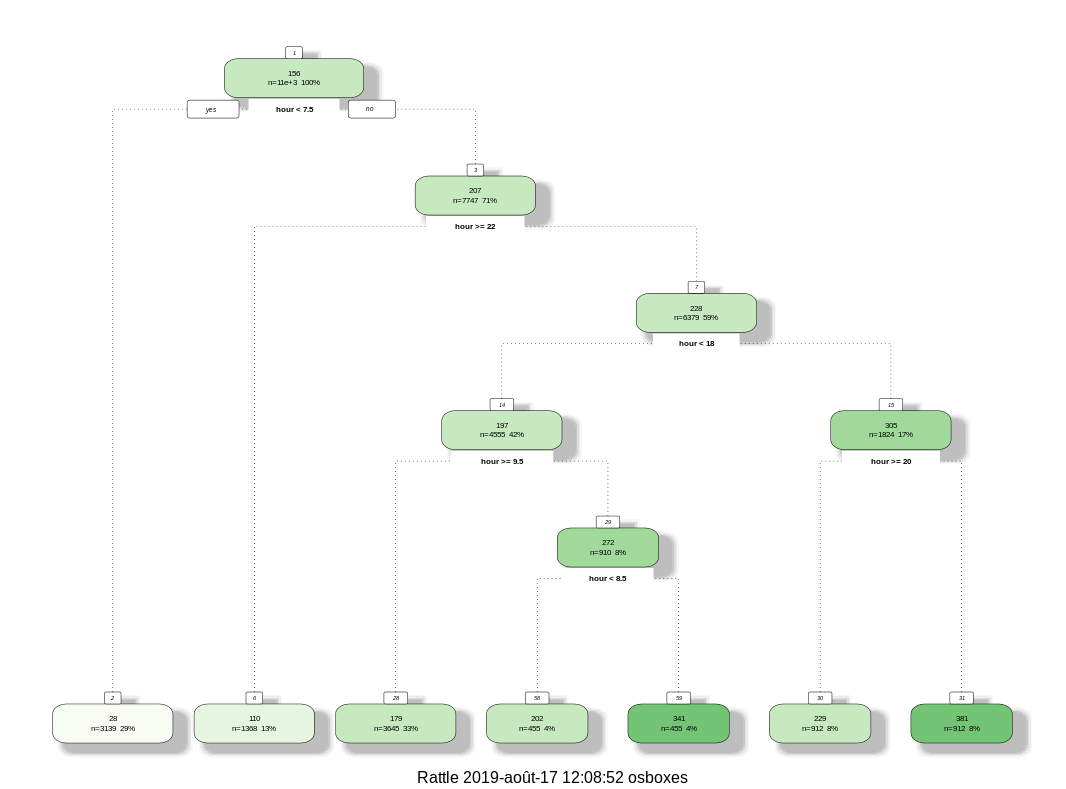 1
156
n=11e+3 100%
yes
hour < 7.5
no
3
207
n=7747 71%
hour >= 22
7
228
n=6379 59%
hour < 18
14
197
n=4555 42%
hour >= 9.5
15
305
n=1824 17%
hour >= 20
29
272
n=910 8%
hour < 8.5
2
28
n=3139 29%
6
110
n=1368 13%
28
179
n=3645 33%
58
202
n=455 4%
59
341
n=455 4%
30
229
n=912 8%
31
381
n=912 8%
Rattle 2019-août-17 12:08:52 osboxes